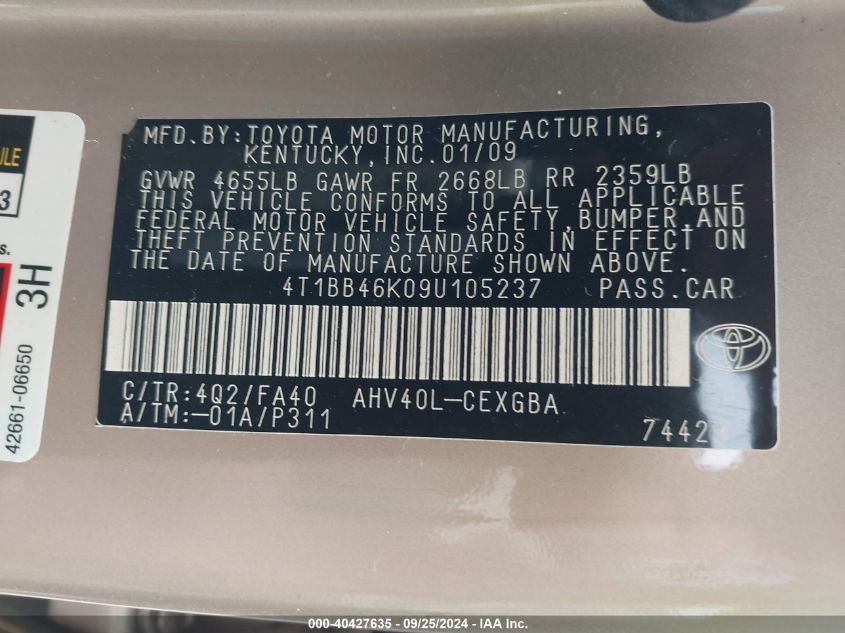 MFD.BY:TOYOTA MOTOR MANUFACTURING,
KENTUCKY,INC.01/09
GVWR 4655LB GAWR FR 2668LB RR 2359LB
THIS VEHICLE CONFORMS TO ALL APPLICABLE
FEDERAL MOTOR VEHICLE SAFETY,BUMPER,AND
THEFT PREVENTION STANDARDS IN EFFECT ON
THE DATE OF MANUFACTURE SHOWN ABOVE.
4T1BB46K09U105237 PASS.CAR
C/TR:4Q2/FA40 AHV40L-CEXGBA
A/TM:-01A/P311
7442
3
s.
3H
42661-06650
000-40427635 - 09/25/2024 - IAA Inc.